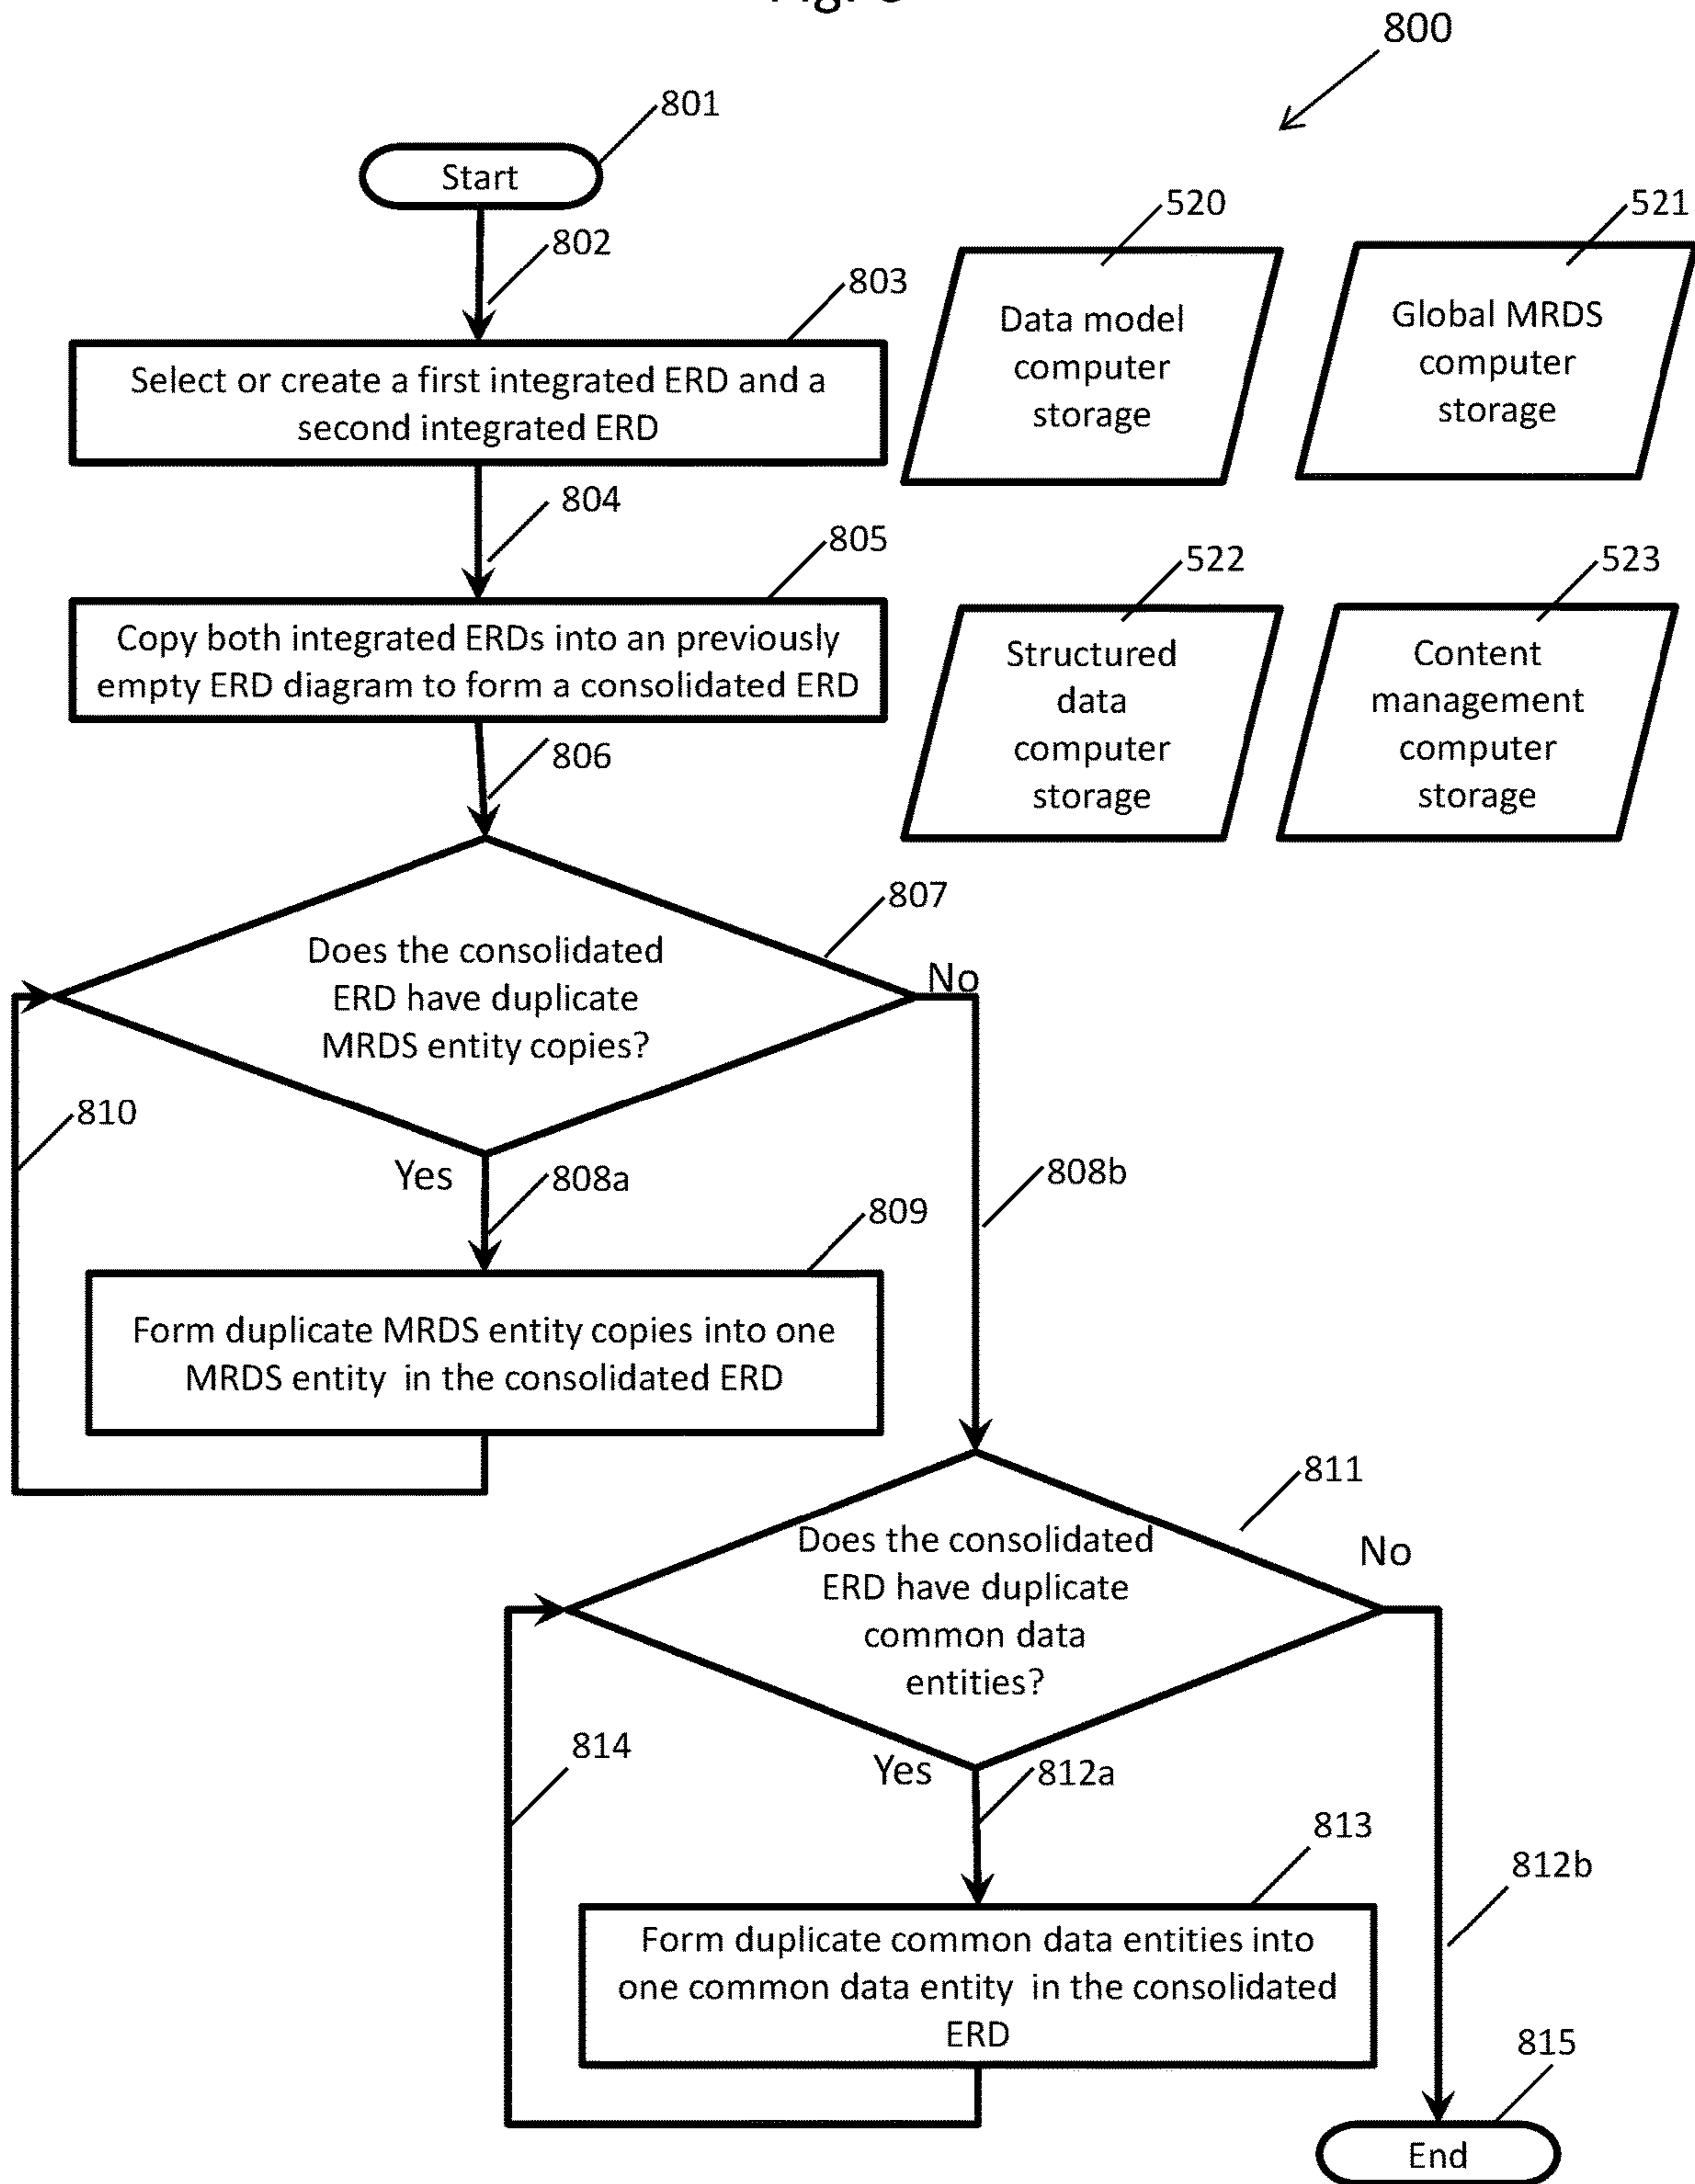 800
801
Start
802
520
521
803
Data model
computer
storage
Global MRDS
computer
storage
Select or create a first integrated ERD and a
second integrated ERD
804
805
522
523
Copy both integrated ERDs into an previously
empty ERD diagram to form a consolidated ERD
Structured
data
computer
storage
Content
management
computer
storage
806
807
Does the consolidated
ERD have duplicate
MRDS entity copies?
No
810
Yes
808a
808b
809
Form duplicate MRDS entity copies into one
MRDS entity in the consolidated ERD
811
Does the consolidated
ERD have duplicate
common data
entities?
No
814
Yes
812a
813
812b
Form duplicate common data entities into
one common data entity in the consolidated
ERD
815
End